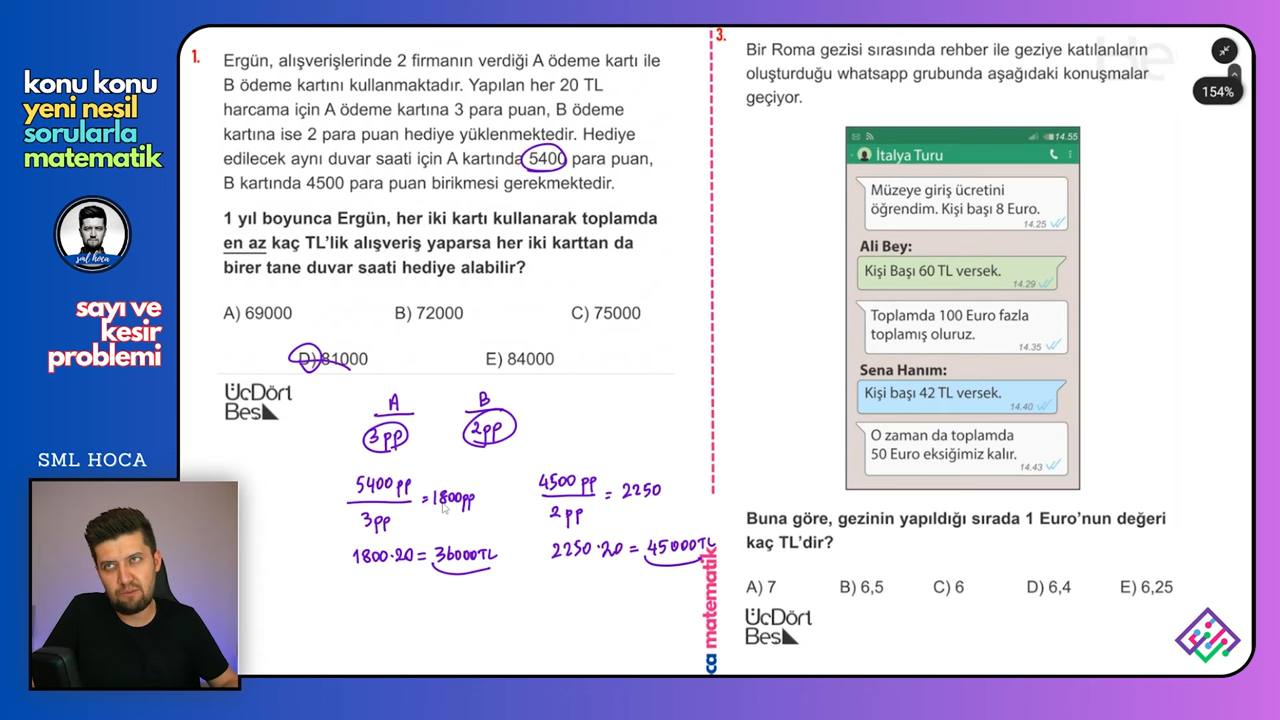 konu konu
yeni nesil
sorularla
matematik
sml hoca
sayı ve
kesir
problemi
SML HOCA
1.
Ergün, alışverişlerinde 2 firmanın verdiği A ödeme kartı ile
B ödeme kartını kullanmaktadır. Yapılan her 20 TL
harcama için A ödeme kartına 3 para puan, B ödeme
kartına ise 2 para puan hediye yüklenmektedir. Hediye
edilecek aynı duvar saati için A kartında 5400 para puan,
B kartında 4500 para puan birikmesi gerekmektedir.
1 yıl boyunca Ergün, her iki kartı kullanarak toplamda
en az kaç TL'lik alışveriş yaparsa her iki karttan da
birer tane duvar saati hediye alabilir?
A) 69000 B) 72000 C) 75000
D) 81000 E) 84000
ÜçDört
Beş
A B
3pp 2pp
5400pp / 3pp = 1800pp
4500pp / 2pp = 2250
1800·20 = 36000TL
2250·20 = 45000TL
ca matematik
3.
Bir Roma gezisi sırasında rehber ile geziye katılanların
oluşturduğu whatsapp grubunda aşağıdaki konuşmalar
geçiyor.
154%
14.55
İtalya Turu
Müzeye giriş ücretini
öğrendim. Kişi başı 8 Euro.
14.25
Ali Bey:
Kişi Başı 60 TL versek.
14.29
Toplamda 100 Euro fazla
toplamış oluruz.
14.35
Sena Hanım:
Kişi başı 42 TL versek.
14.40
O zaman da toplamda
50 Euro eksiğimiz kalır.
14.43
Buna göre, gezinin yapıldığı sırada 1 Euro'nun değeri
kaç TL'dir?
A) 7 B) 6,5 C) 6 D) 6,4 E) 6,25
ÜçDört
Beş